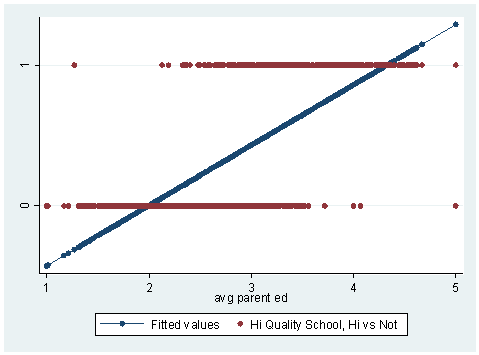 1
0
1 2 3 4 5
avg parent ed
Fitted values Hi Quality School, Hi vs Not